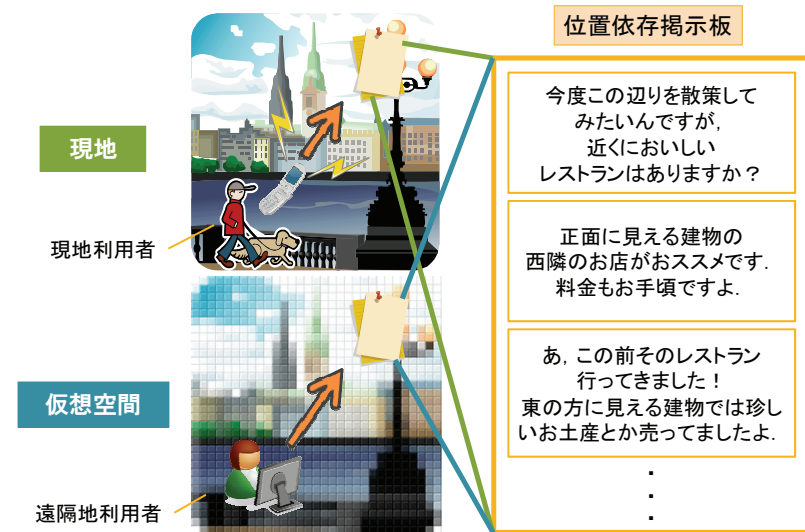 位置依存掲示板
現地
現地利用者
仮想空間
遠隔地利用者
今度この辺りを散策して
みたいんですが,
近くにおいしい
レストランはありますか？
正面に見える建物の
西隣のお店がおススメです.
料金もお手頃ですよ.
あ, この前そのレストラン
行ってきました！
東の方に見える建物では珍し
いお土産とか売ってましたよ.
・
・
・